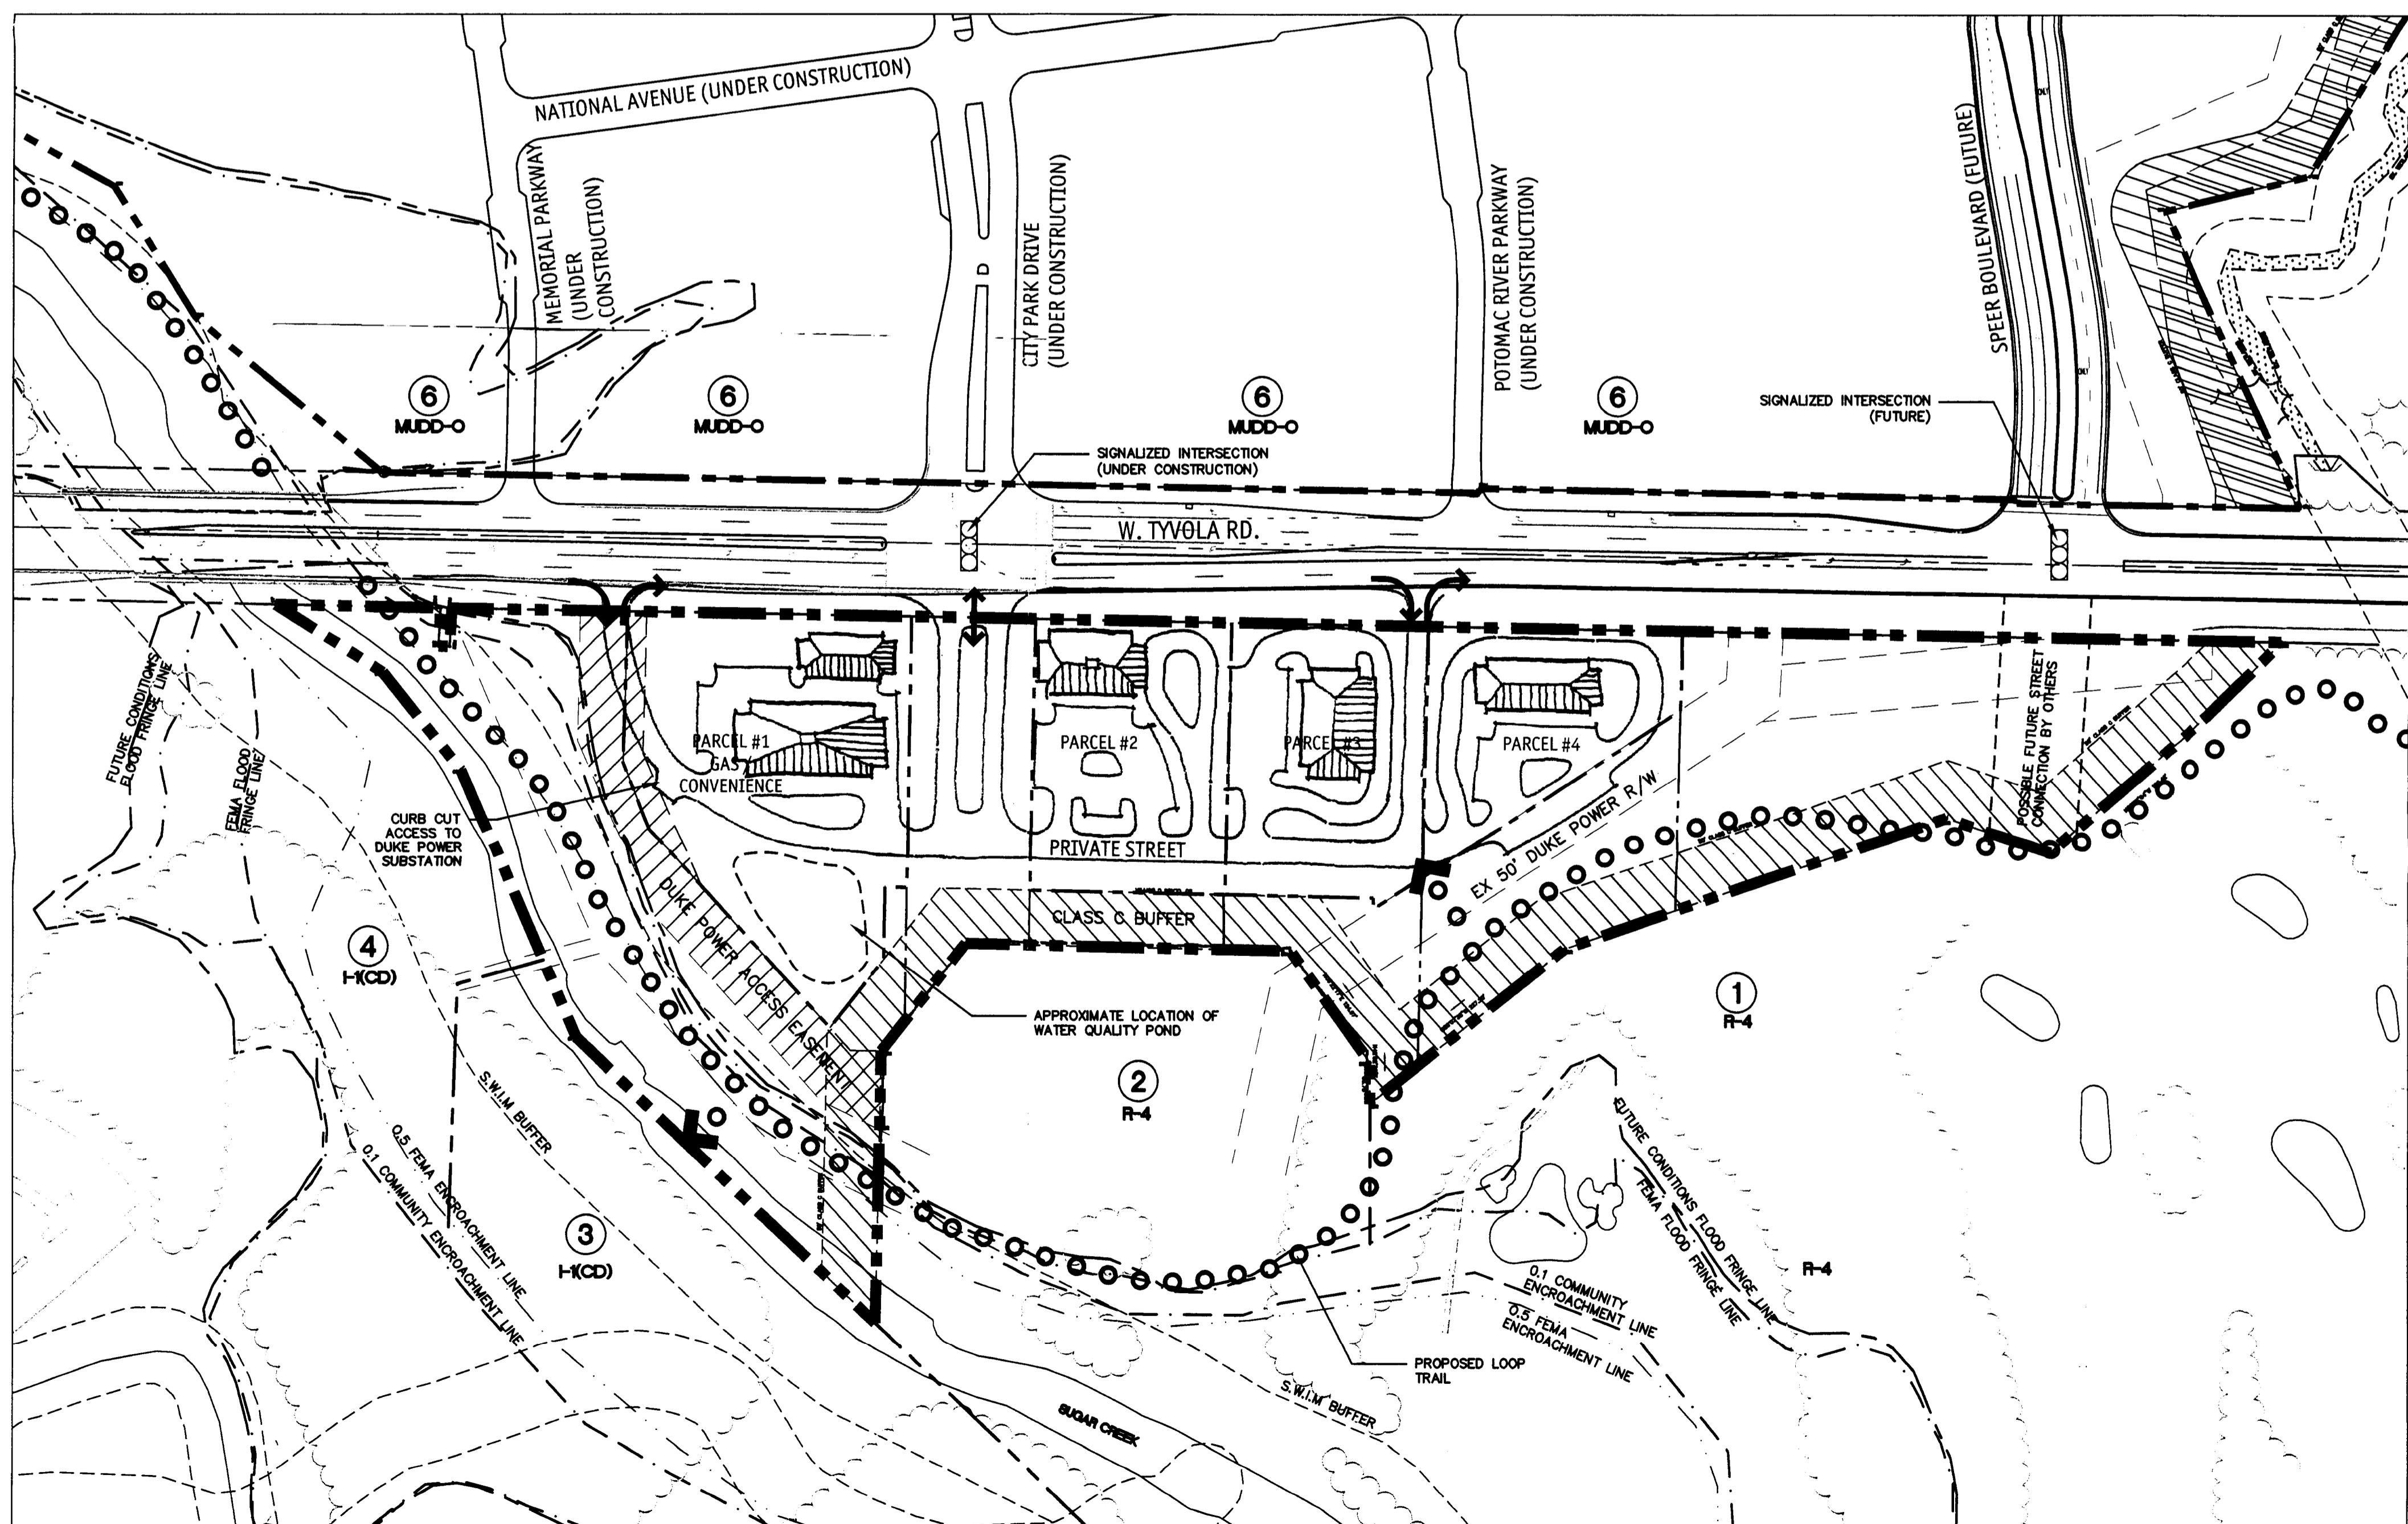 NATIONAL AVENUE (UNDER CONSTRUCTION)
MEMORIAL PARKWAY
(UNDER
CONSTRUCTION)
CITY PARK DRIVE
(UNDER CONSTRUCTION)
POTOMAC RIVER PARKWAY
(UNDER CONSTRUCTION)
SPEER BOULEVARD (FUTURE)
6
MUDD-O
6
MUDD-O
6
MUDD-O
6
MUDD-O
SIGNALIZED INTERSECTION
(FUTURE)
SIGNALIZED INTERSECTION
(UNDER CONSTRUCTION)
W. TYVOLA RD.
FUTURE CONDITIONS
FLOOD FRINGE LINE
FEMA FLOOD
FRINGE LINE
PARCEL #1
GAS/
CONVENIENCE
PARCEL #2
PARCEL #3
PARCEL #4
POSSIBLE FUTURE STREET
CONNECTION BY OTHERS
CURB CUT
ACCESS TO
DUKE POWER
SUBSTATION
PRIVATE STREET
EX 50' DUKE POWER R/W
DUKE POWER ACCESS EASEMENT
CLASS C BUFFER
4
I-1(CD)
APPROXIMATE LOCATION OF
WATER QUALITY POND
1
R-4
2
R-4
S.W.I.M BUFFER
0.5 FEMA ENCROACHMENT LINE
0.1 COMMUNITY ENCROACHMENT LINE
3
I-1(CD)
FUTURE CONDITIONS FLOOD FRINGE LINE
FEMA FLOOD FRINGE LINE
R-4
0.1 COMMUNITY
ENCROACHMENT LINE
0.5 FEMA
ENCROACHMENT LINE
PROPOSED LOOP
TRAIL
S.W.I.M BUFFER
SUGAR CREEK